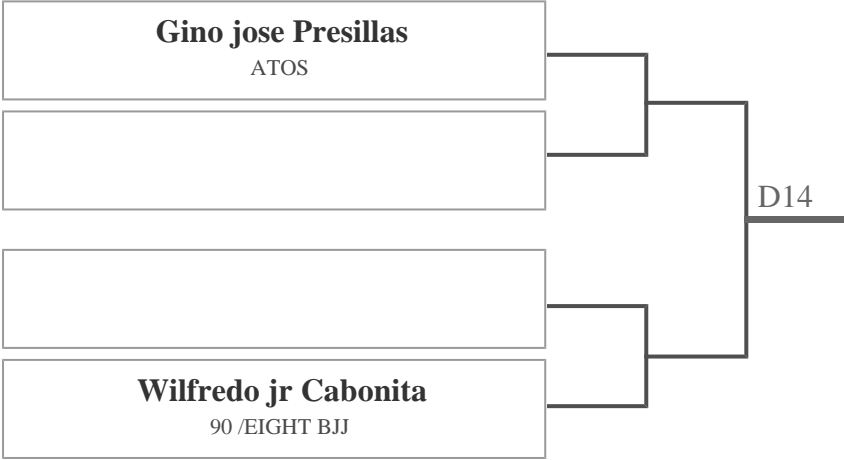 Gino jose Presillas
ATOS
D14
Wilfredo jr Cabonita
90 /EIGHT BJJ